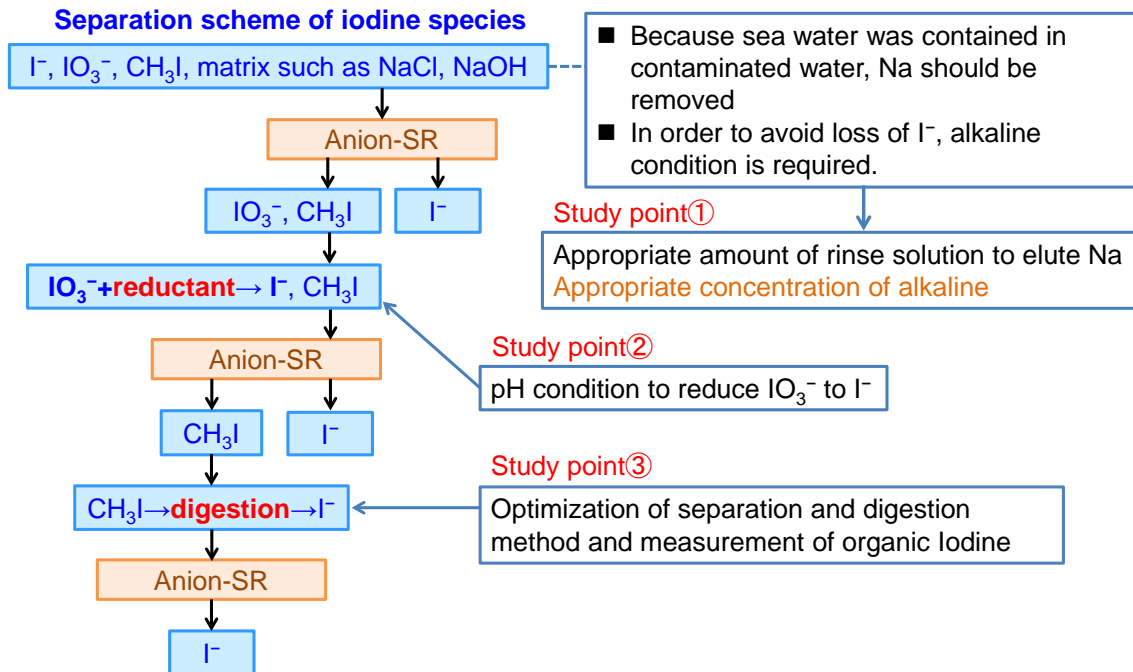 Separation scheme of iodine species
I⁻, IO₃⁻, CH₃I, matrix such as NaCl, NaOH
■ Because sea water was contained in
contaminated water, Na should be
removed
■ In order to avoid loss of I⁻, alkaline
condition is required.
Anion-SR
IO₃⁻, CH₃I
I⁻
Study point①
Appropriate amount of rinse solution to elute Na
Appropriate concentration of alkaline
IO₃⁻+reductant→ I⁻, CH₃I
Study point②
pH condition to reduce IO₃⁻ to I⁻
Anion-SR
CH₃I
I⁻
Study point③
Optimization of separation and digestion
method and measurement of organic Iodine
CH₃I→digestion→I⁻
Anion-SR
I⁻